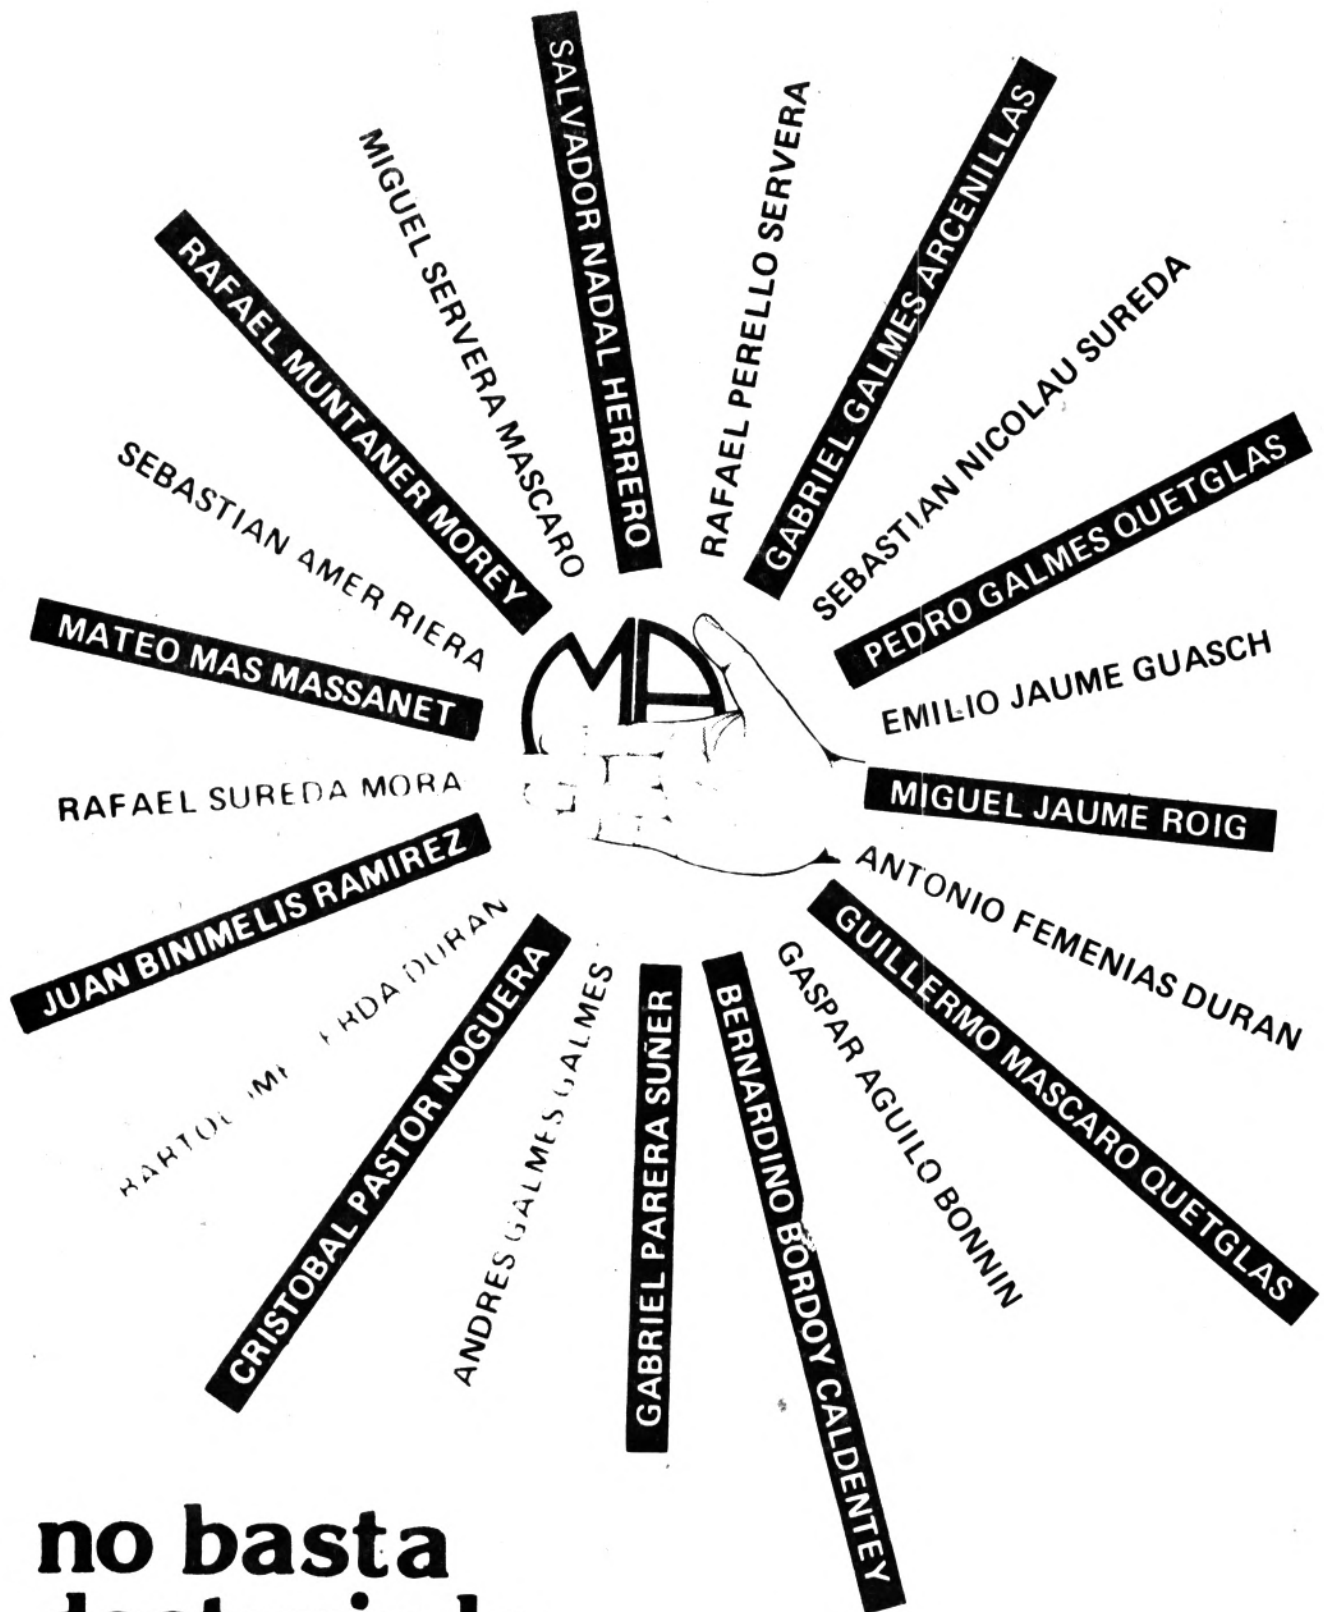 SALVADOR NADAL HERRERO
RAFAEL PERELLO SERVERA
GABRIEL GALMES ARCENILLAS
SEBASTIAN NICOLAU SUREDA
PEDRO GALMES QUETGLAS
EMILIO JAUME GUASCH
MIGUEL JAUME ROIG
ANTONIO FEMENIAS DURAN
GUILLERMO MASCARO QUETGLAS
GASPAR AGUILO BONNIN
BERNARDINO BORDOY CALDENTEY
GABRIEL PARERA SUÑER
ANDRES GALMES GALMES
CRISTOBAL PASTOR NOGUERA
DURAN
JUAN BINIMELIS RAMIREZ
RAFAEL SUREDA MORA
MATEO MAS MASSANET
SEBASTIAN AMER RIERA
RAFAEL MUNTANER MOREY
MIGUEL SERVERA MASCARO
MA
no basta